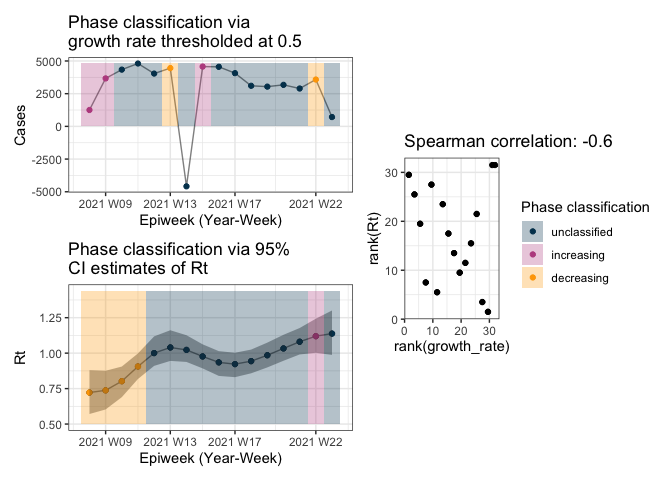 Phase classification via
growth rate thresholded at 0.5
Cases
5000
2500
0
-2500
-5000
2021 W09 2021 W13 2021 W17 2021 W22
Epiweek (Year-Week)
Phase classification via 95%
CI estimates of Rt
Rt
1.25
1.00
0.75
0.50
2021 W09 2021 W13 2021 W17 2021 W22
Epiweek (Year-Week)
Spearman correlation: -0.6
rank(Rt)
30
20
10
0
0 10 20 30
rank(growth_rate)
Phase classification
unclassified
increasing
decreasing